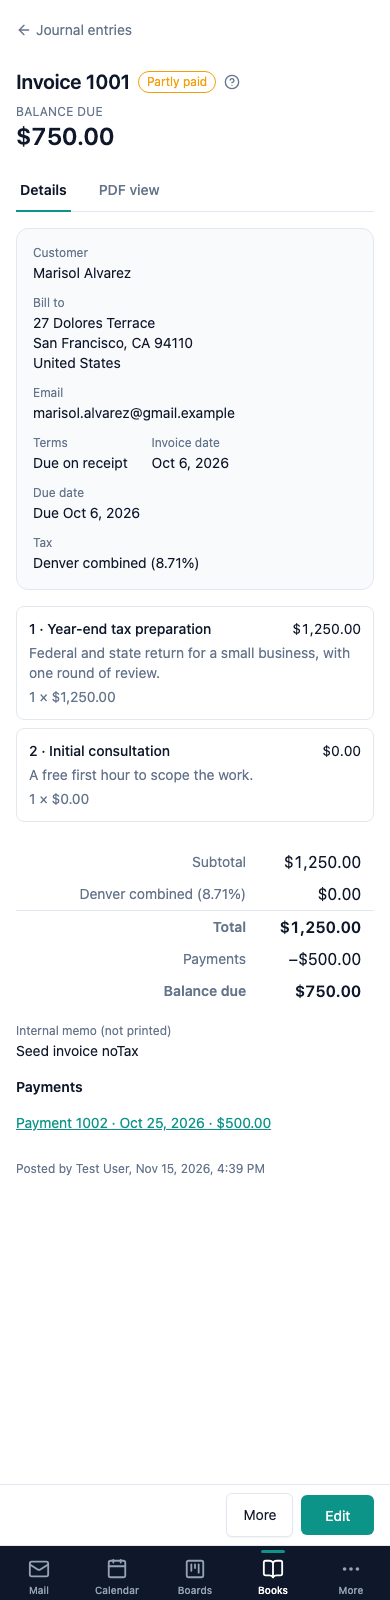 Journal entries
Invoice 1001 Partly paid
BALANCE DUE
$750.00
Details PDF view
Customer
Marisol Alvarez
Bill to
27 Dolores Terrace
San Francisco, CA 94110
United States
Email
marisol.alvarez@gmail.example
Terms Invoice date
Due on receipt Oct 6, 2026
Due date
Due Oct 6, 2026
Tax
Denver combined (8.71%)
1 · Year-end tax preparation $1,250.00
Federal and state return for a small business, with
one round of review.
1 × $1,250.00
2 · Initial consultation $0.00
A free first hour to scope the work.
1 × $0.00
Subtotal $1,250.00
Denver combined (8.71%) $0.00
Total $1,250.00
Payments −$500.00
Balance due $750.00
Internal memo (not printed)
Seed invoice noTax
Payments
Payment 1002 · Oct 25, 2026 · $500.00
Posted by Test User, Nov 15, 2026, 4:39 PM
More Edit
Mail Calendar Boards Books More